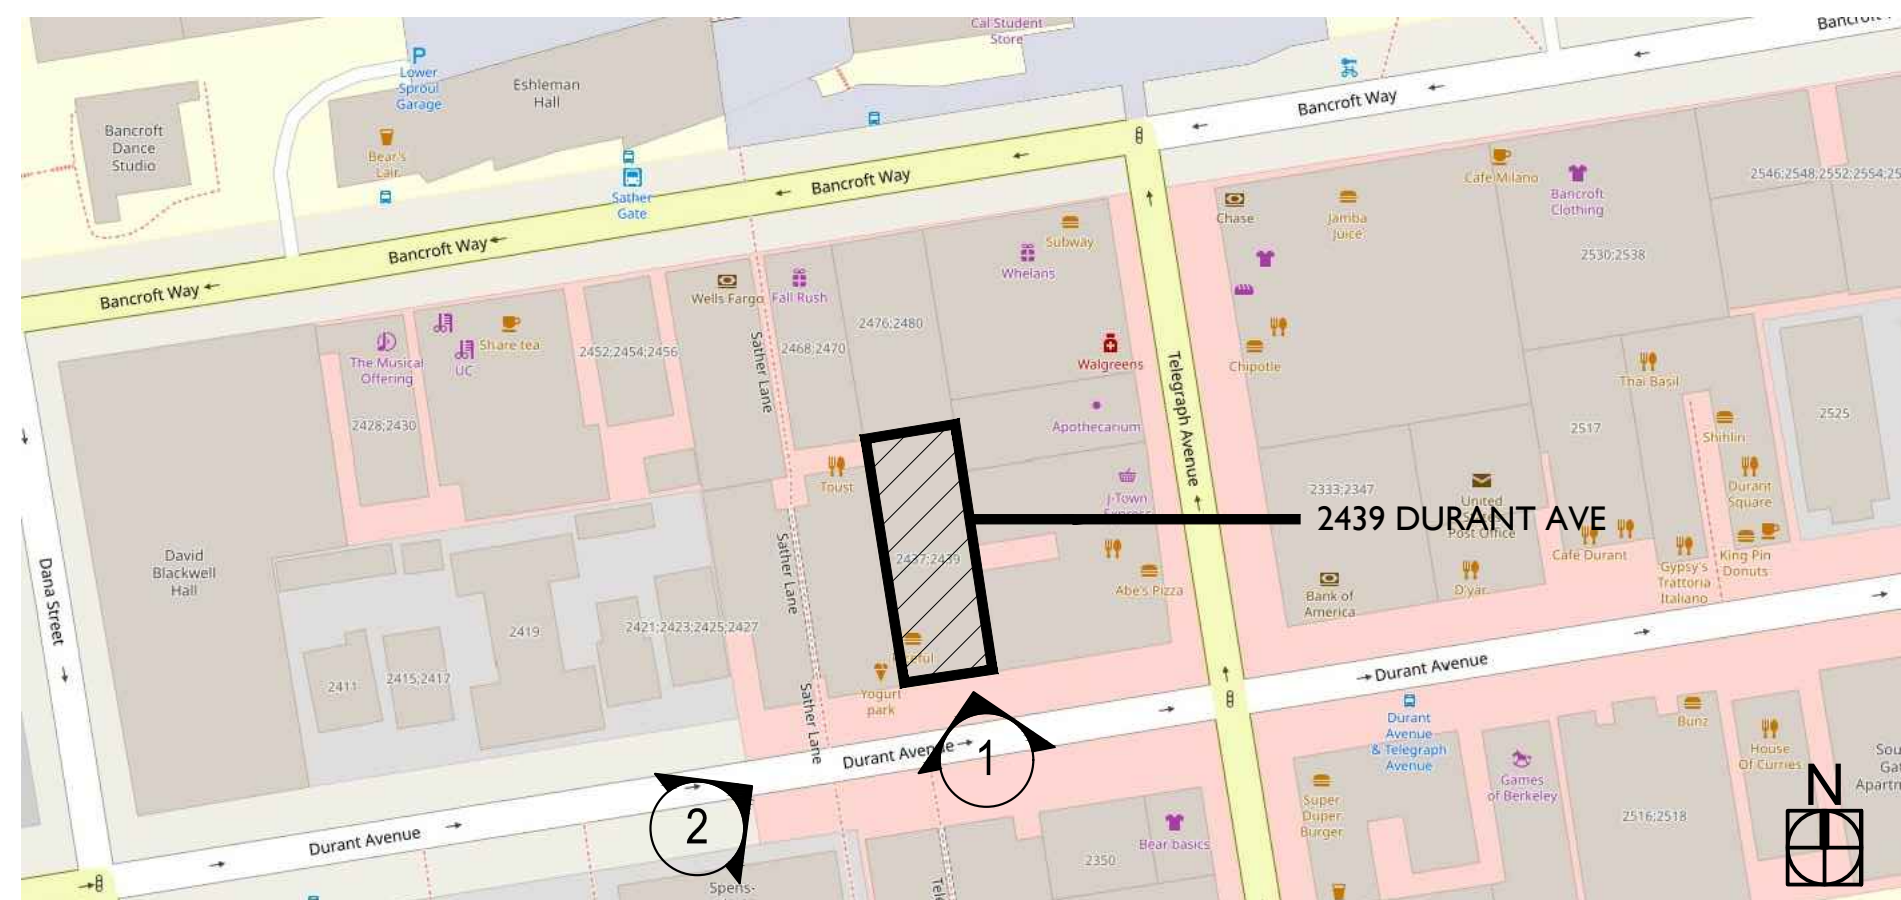 Cal Student
Store
Bancroft
P
Lower
Sproul
Garage
Eshleman
Hall
Bancroft
Dance
Studio
Bear's
Lair
Sather
Gate
Bancroft Way
Bancroft Way
Bancroft Way
Bancroft Way
Cafe Milano
Bancroft
Clothing
2546;2548;2552;2554;25
Chase
Jamba
Juice
Subway
Whelans
2530;2538
Wells Fargo
Fall Rush
2476;2480
2468;2470
Sather Lane
The Musical
Offering
UC
Share tea
2452;2454;2456
Walgreens
Telegraph Avenue
Chipotle
Thai Basil
2428;2430
Apothecarium
2517
Shihlin
2525
Toust
J-Town
Express
2333;2347
United
States
Post Office
Durant
Square
2439 DURANT AVE
Cafe Durant
David
Blackwell
Hall
Dana Street
Sather Lane
2437;2439
Abe's Pizza
Bank of
America
D'yar
Gypsy's
Trattoria
Italiano
King Pin
Donuts
2419
2421;2423;2425;2427
2411
2415;2417
Yogurt
park
Sather Lane
Durant Avenue
Durant Avenue
Durant Avenue
1
2
Durant
Avenue
& Telegraph
Avenue
Bunz
House
Of Curries
Games
of Berkeley
Super
Duper
Burger
N
2516;2518
Bear basics
2350
Spens-
Tele
Sou
Gat
Apartm